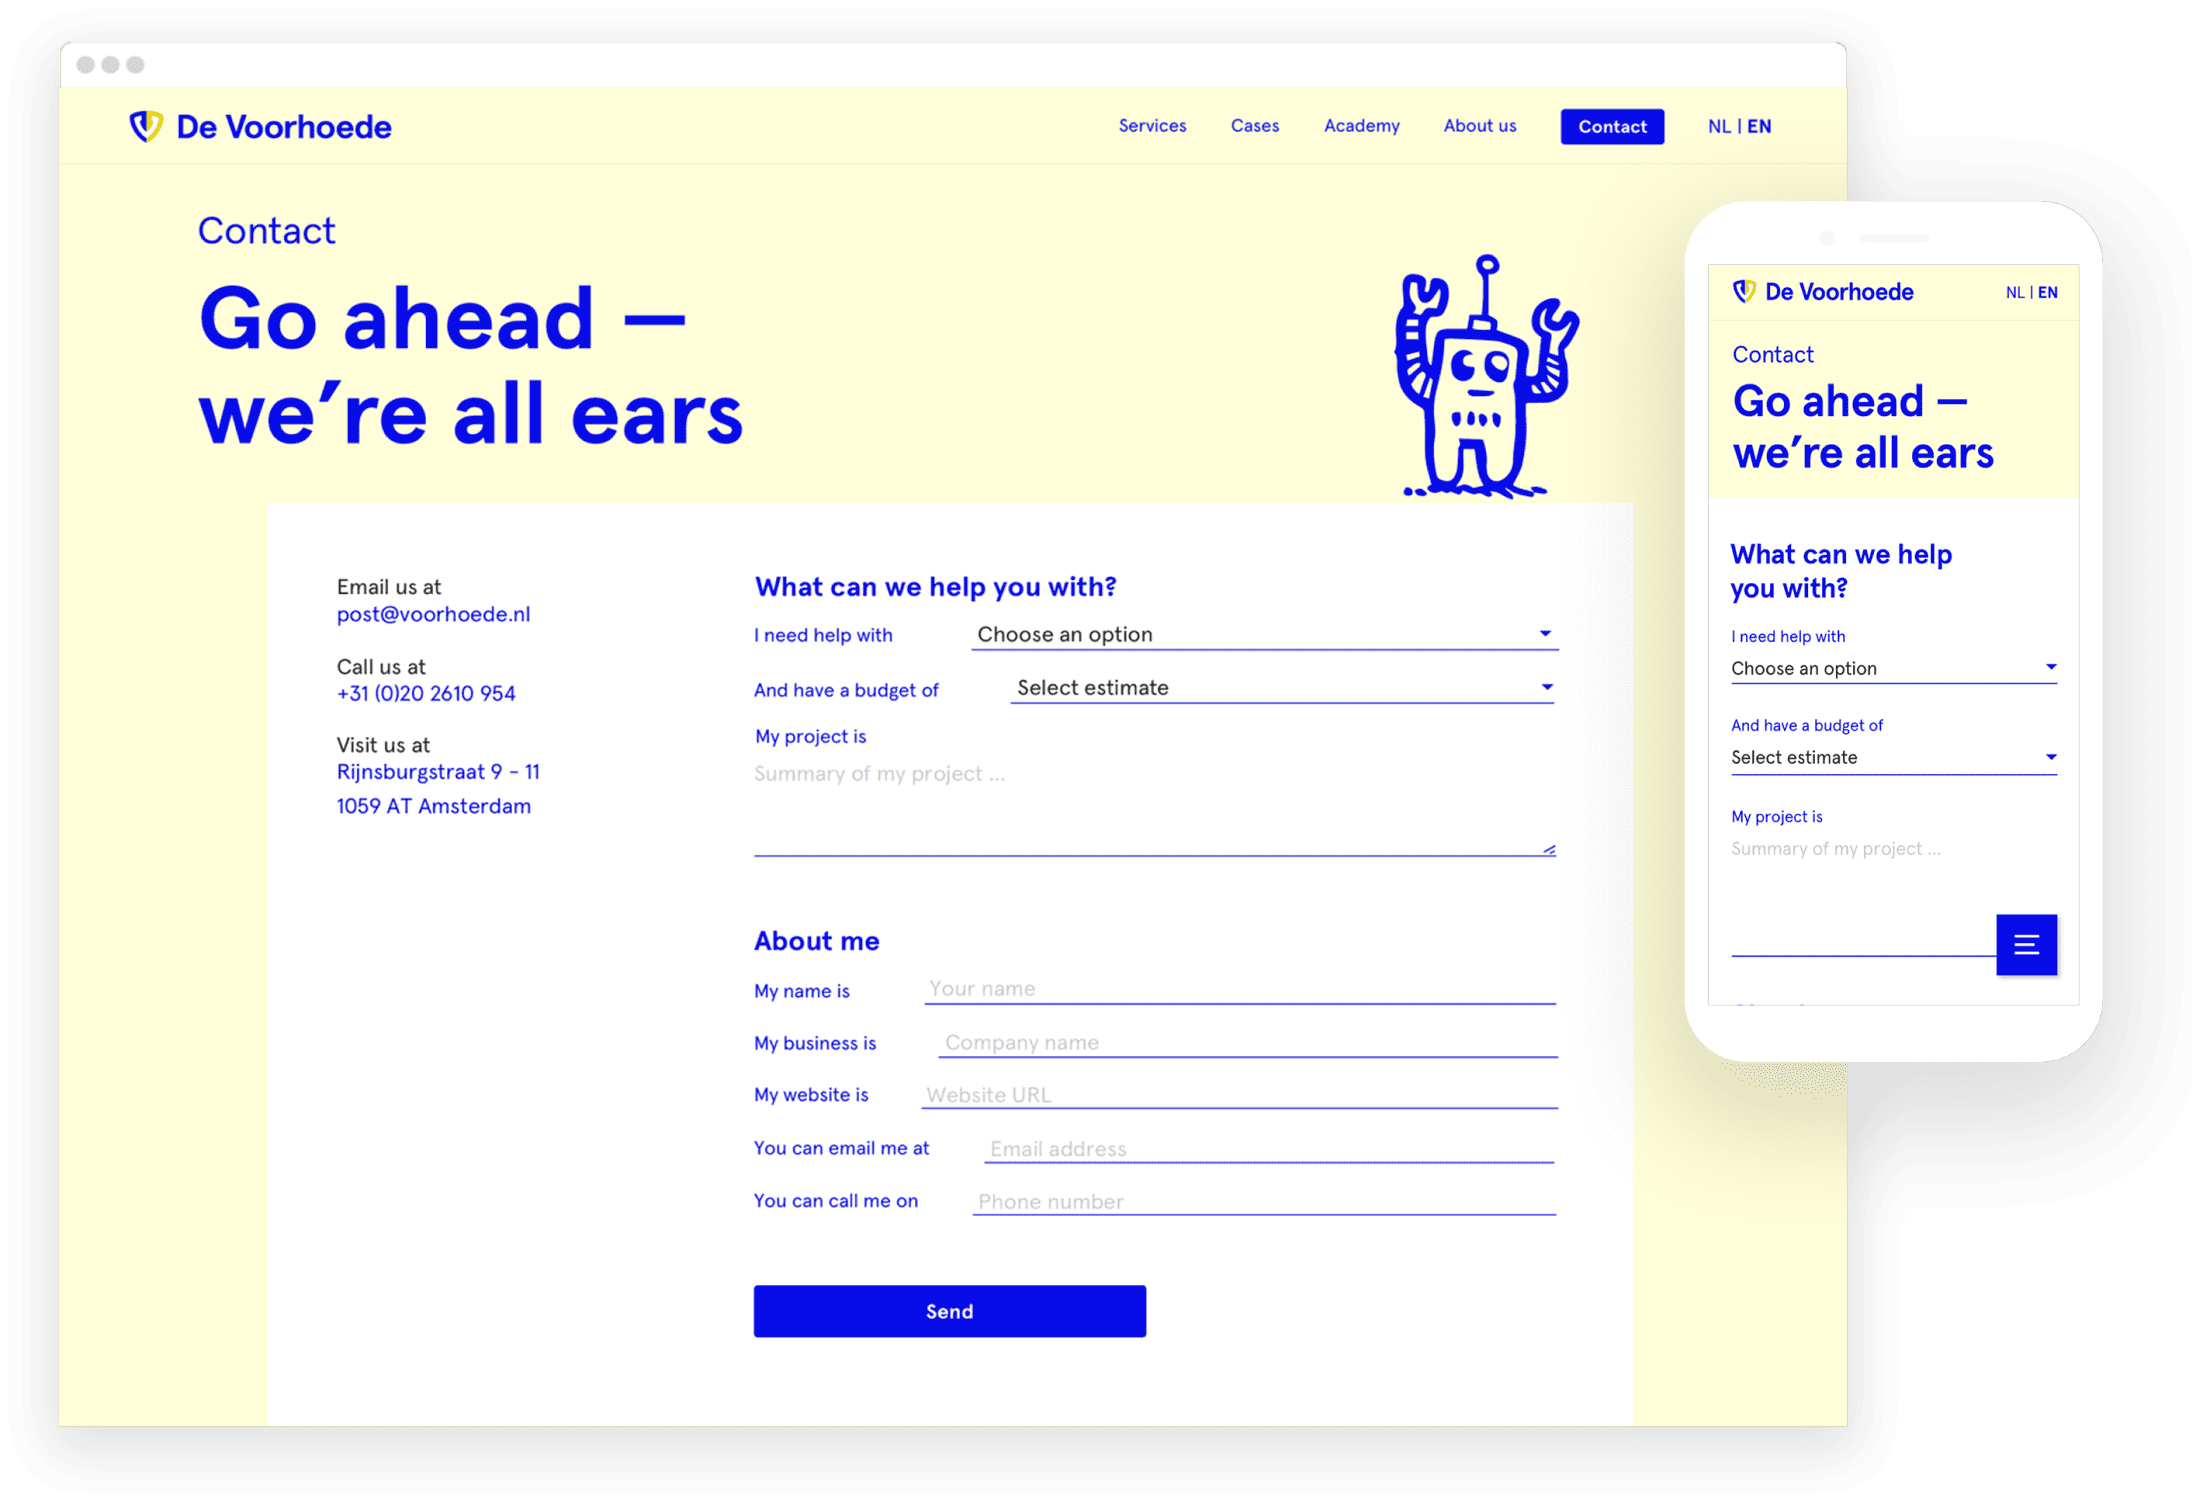 De Voorhoede
Services Cases Academy About us Contact NL | EN
Contact
Go ahead —
we’re all ears
Email us at
post@voorhoede.nl
Call us at
+31 (0)20 2610 954
Visit us at
Rijnsburgstraat 9 - 11
1059 AT Amsterdam
What can we help you with?
I need help with Choose an option
And have a budget of Select estimate
My project is
Summary of my project ...
About me
My name is Your name
My business is Company name
My website is Website URL
You can email me at Email address
You can call me on Phone number
Send
De Voorhoede NL | EN
Contact
Go ahead —
we’re all ears
What can we help
you with?
I need help with
Choose an option
And have a budget of
Select estimate
My project is
Summary of my project ...